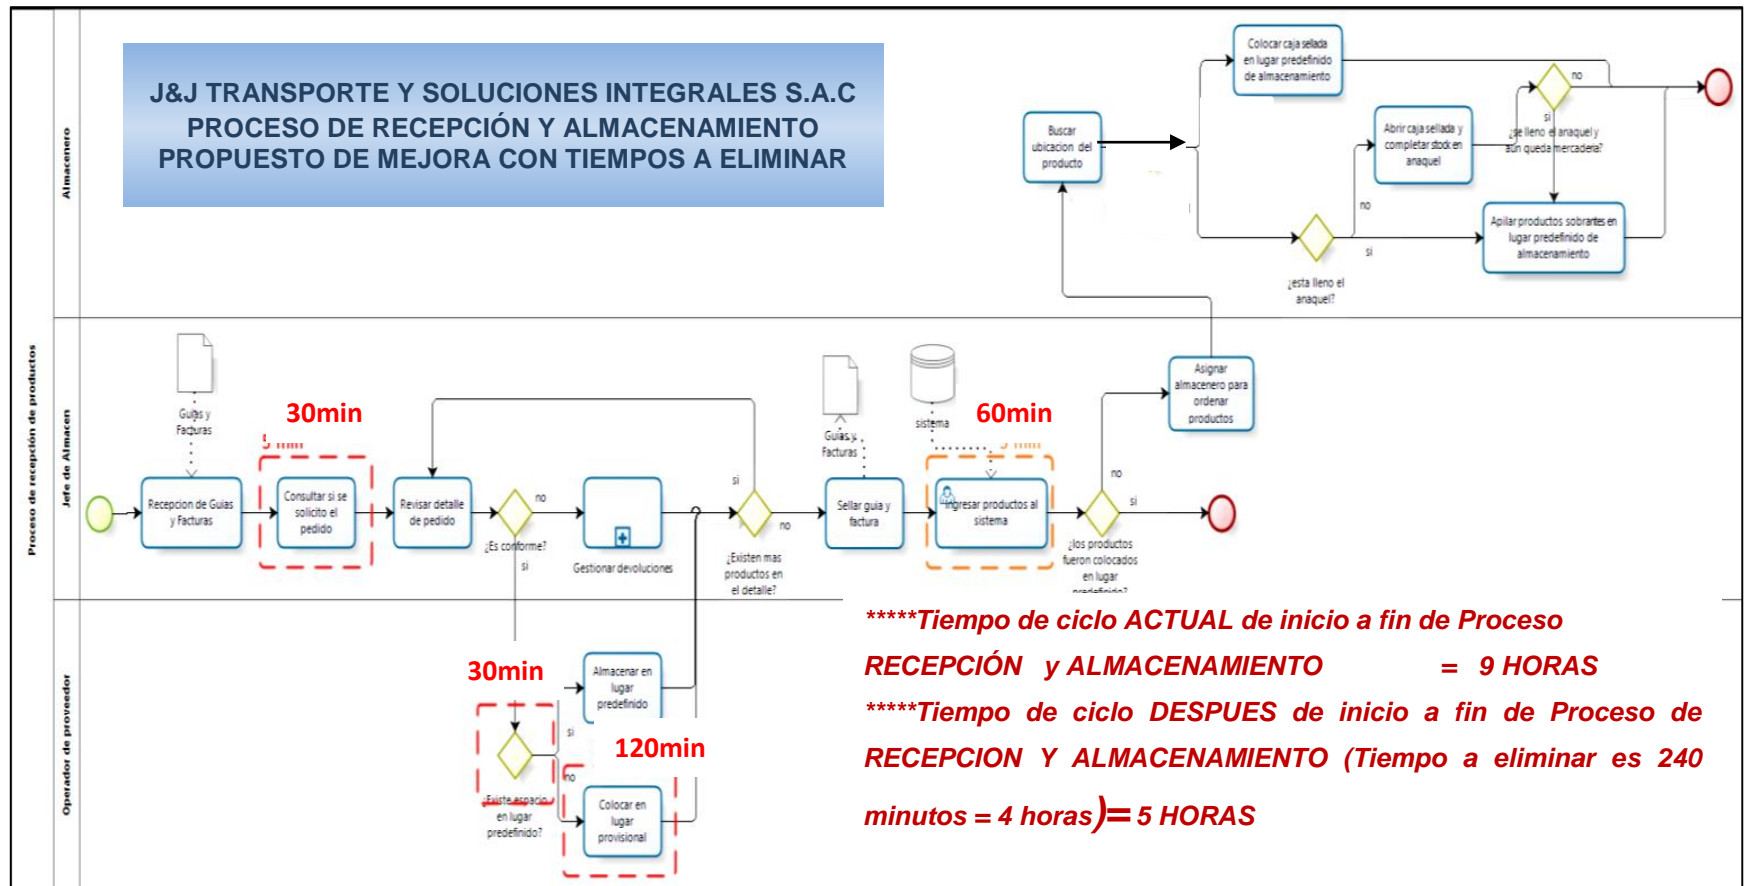 J&J TRANSPORTE Y SOLUCIONES INTEGRALES S.A.C
PROCESO DE RECEPCIÓN Y ALMACENAMIENTO
PROPUESTO DE MEJORA CON TIEMPOS A ELIMINAR
Proceso de recepción de productos
Almacenero
Buscar
ubicacion del
producto
Colocar caja sellada
en lugar predefinido
de almacenamiento
¿esta lleno el
anaquel?
no
si
Abrir caja sellada y
completar stock en
anaquel
no
si
¿se lleno el anaquel y
aun queda mercaderia?
Apilar productos sobrantes en
lugar predefinido de
almacenamiento
Jefe de Almacen
Guias y
Facturas
Recepcion de Guias
y Facturas
30min
Consultar si se
solicito el
pedido
Revisar detalle
de pedido
¿Es conforme?
no
si
Gestionar devoluciones
si
no
¿Existen mas
productos en
el detalle?
Guias y
Facturas
Sellar guia y
factura
sistema
60min
Ingresar productos al
sistema
¿los productos
fueron colocados
en lugar
predefinido?
no
si
Asignar
almacenero para
ordenar
productos
Operador de proveedor
30min
¿Existe espacio
en lugar
predefinido?
si
no
Almacenar en
lugar
predefinido
120min
Colocar en
lugar
provisional
*****Tiempo de ciclo ACTUAL de inicio a fin de Proceso
RECEPCIÓN y ALMACENAMIENTO = 9 HORAS
*****Tiempo de ciclo DESPUES de inicio a fin de Proceso de
RECEPCION Y ALMACENAMIENTO (Tiempo a eliminar es 240
minutos = 4 horas)= 5 HORAS